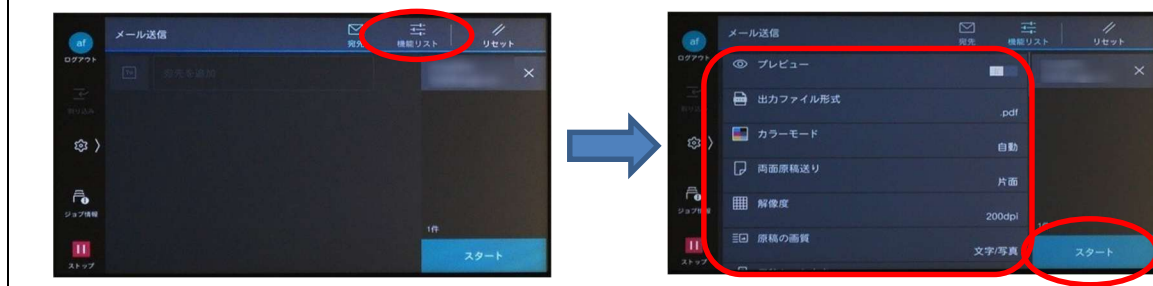 af
メール送信
宛先
機能リスト
リセット
ログアウト
To
宛先を追加
割り込み
ジョブ情報
1件
ストップ
スタート
af
メール送信
宛先
機能リスト
リセット
ログアウト
プレビュー
出力ファイル形式
.pdf
カラーモード
自動
両面原稿送り
片面
解像度
200dpi
ジョブ情報
原稿の画質
文字/写真
ストップ
スタート